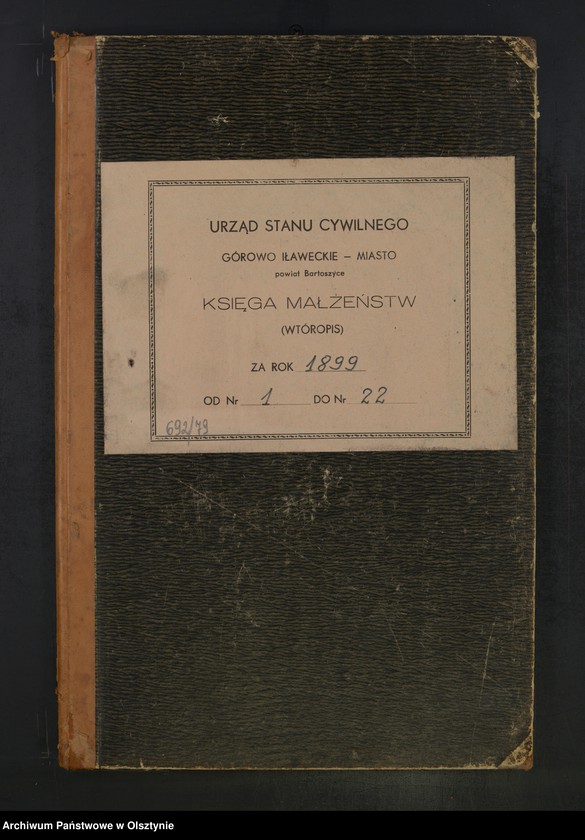 URZĄD STANU CYWILNEGO
GÓROWO IŁAWECKIE – MIASTO
powiat Bartoszyce
KSIĘGA MAŁŻEŃSTW
(WTÓROPIS)
ZA ROK 1899
OD Nr 1 DO Nr 22
692/79
Archiwum Państwowe w Olsztynie